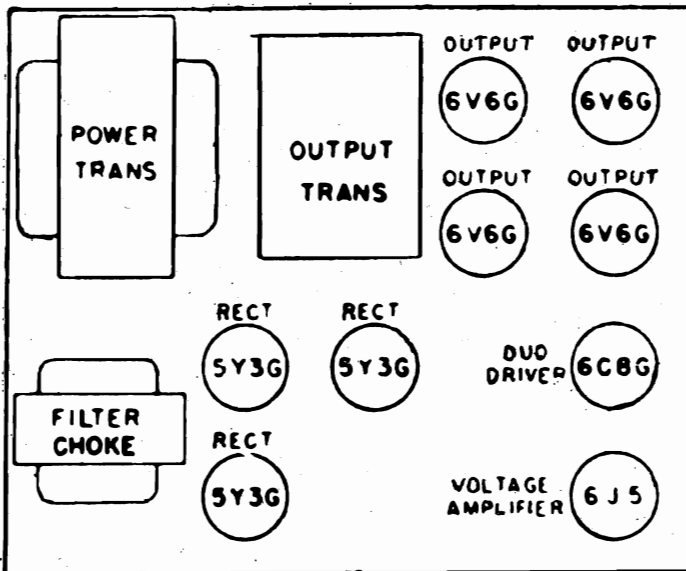 POWER
TRANS
OUTPUT
TRANS
OUTPUT
6V6G
OUTPUT
6V6G
OUTPUT
6V6G
OUTPUT
6V6G
RECT
5Y3G
RECT
5Y3G
DUO
DRIVER
6C8G
FILTER
CHOKE
RECT
5Y3G
VOLTAGE
AMPLIFIER
6J5